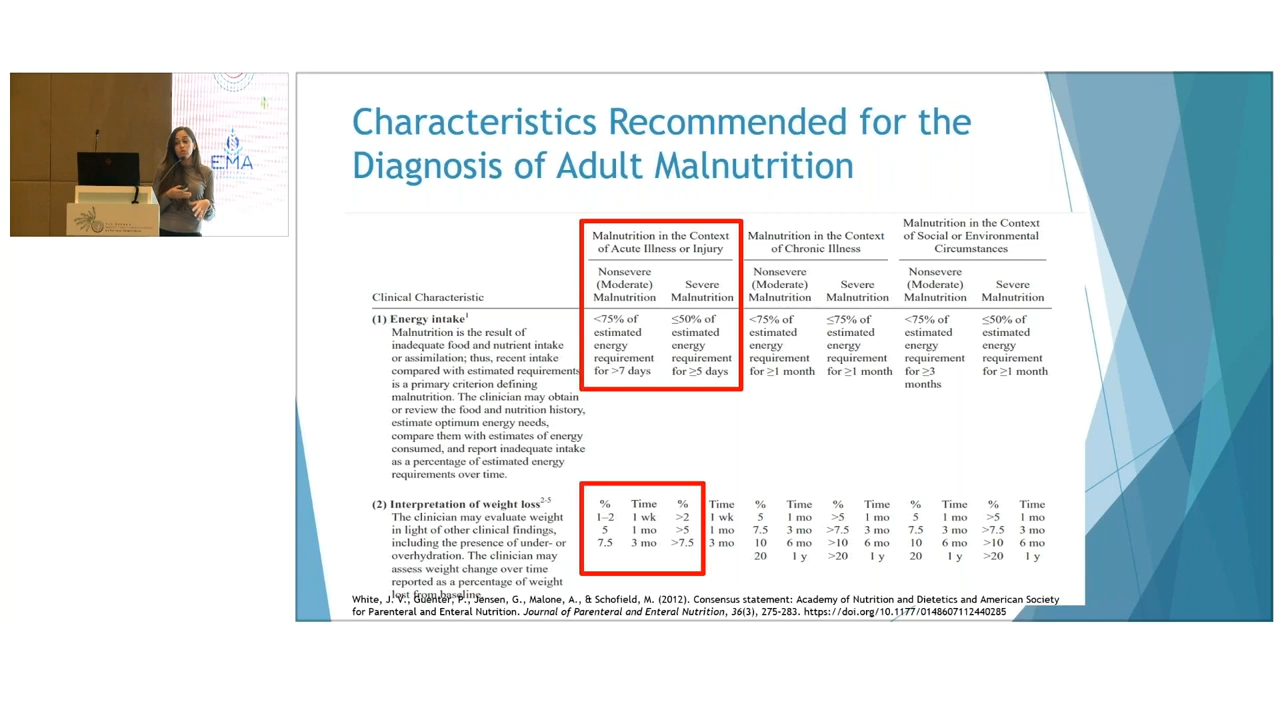 EMA
Characteristics Recommended for the
Diagnosis of Adult Malnutrition
Malnutrition in the Context
of Acute Illness or Injury
Malnutrition in the Context
of Chronic Illness
Malnutrition in the Context
of Social or Environmental
Circumstances
Clinical Characteristic
Nonsevere
(Moderate)
Malnutrition
Severe
Malnutrition
Nonsevere
(Moderate)
Malnutrition
Severe
Malnutrition
Nonsevere
(Moderate)
Malnutrition
Severe
Malnutrition
(1) Energy intake1
Malnutrition is the result of
inadequate food and nutrient intake
or assimilation; thus, recent intake
compared with estimated requirements
is a primary criterion defining
malnutrition. The clinician may obtain
or review the food and nutrition history,
estimate optimum energy needs,
compare them with estimates of energy
consumed, and report inadequate intake
as a percentage of estimated energy
requirements over time.
<75% of
estimated
energy
requirement
for >7 days
≤50% of
estimated
energy
requirement
for ≥5 days
<75% of
estimated
energy
requirement
for ≥1 month
≤75% of
estimated
energy
requirement
for ≥1 month
<75% of
estimated
energy
requirement
for ≥3
months
≤50% of
estimated
energy
requirement
for ≥1 month
(2) Interpretation of weight loss2-5
The clinician may evaluate weight
in light of other clinical findings,
including the presence of under- or
overhydration. The clinician may
assess weight change over time
reported as a percentage of weight
lost from baseline.
% Time % Time % Time % Time % Time % Time
1–2 1 wk >2 1 wk 5 1 mo >5 1 mo 5 1 mo >5 1 mo
5 1 mo >5 1 mo 7.5 3 mo >7.5 3 mo 7.5 3 mo >7.5 3 mo
7.5 3 mo >7.5 3 mo 10 6 mo >10 6 mo 10 6 mo >10 6 mo
20 1 y >20 1 y 20 1 y >20 1 y
White, J. V., Guenter, P., Jensen, G., Malone, A., & Schofield, M. (2012). Consensus statement: Academy of Nutrition and Dietetics and American Society
for Parenteral and Enteral Nutrition. Journal of Parenteral and Enteral Nutrition, 36(3), 275-283. https://doi.org/10.1177/0148607112440285